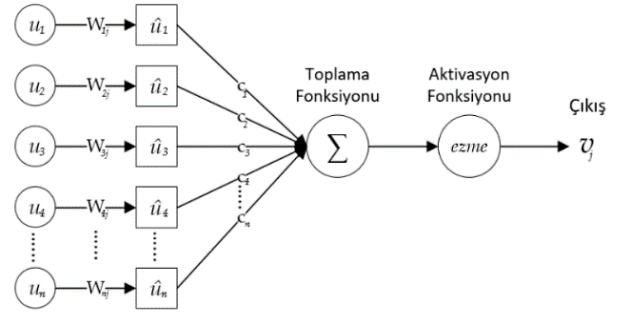 u₁ W₁ⱼ û₁
u₂ W₂ⱼ û₂
u₃ W₃ⱼ û₃
u₄ W₄ⱼ û₄
uₙ Wₙⱼ ûₙ
c₁
c₂
c₃
c₄
cₙ
Toplama
Fonksiyonu
∑
Aktivasyon
Fonksiyonu
ezme
Çıkış
vⱼ